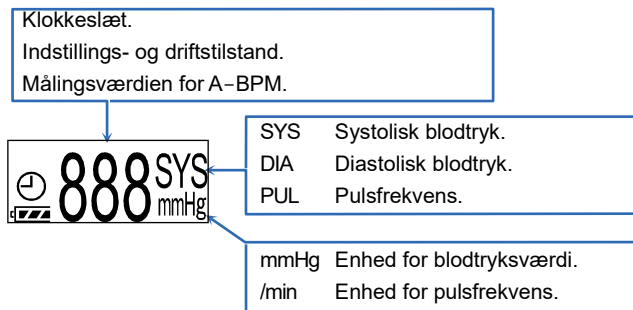 Klokkeslæt.
Indstillings- og driftstilstand.
Målingsværdien for A–BPM.
888 SYS
mmHg
SYS Systolisk blodtryk.
DIA Diastolisk blodtryk.
PUL Pulsfrekvens.
mmHg Enhed for blodtryksværdi.
/min Enhed for pulsfrekvens.